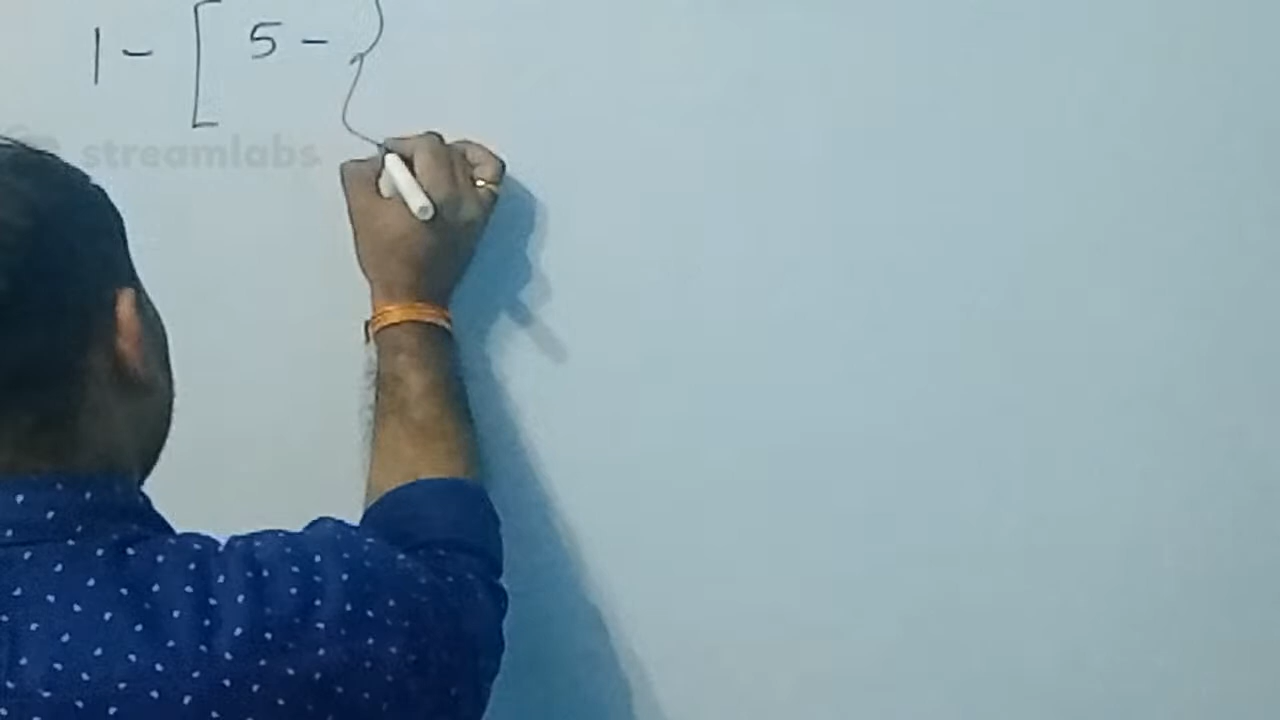 1 - [ 5 - {
streamlabs